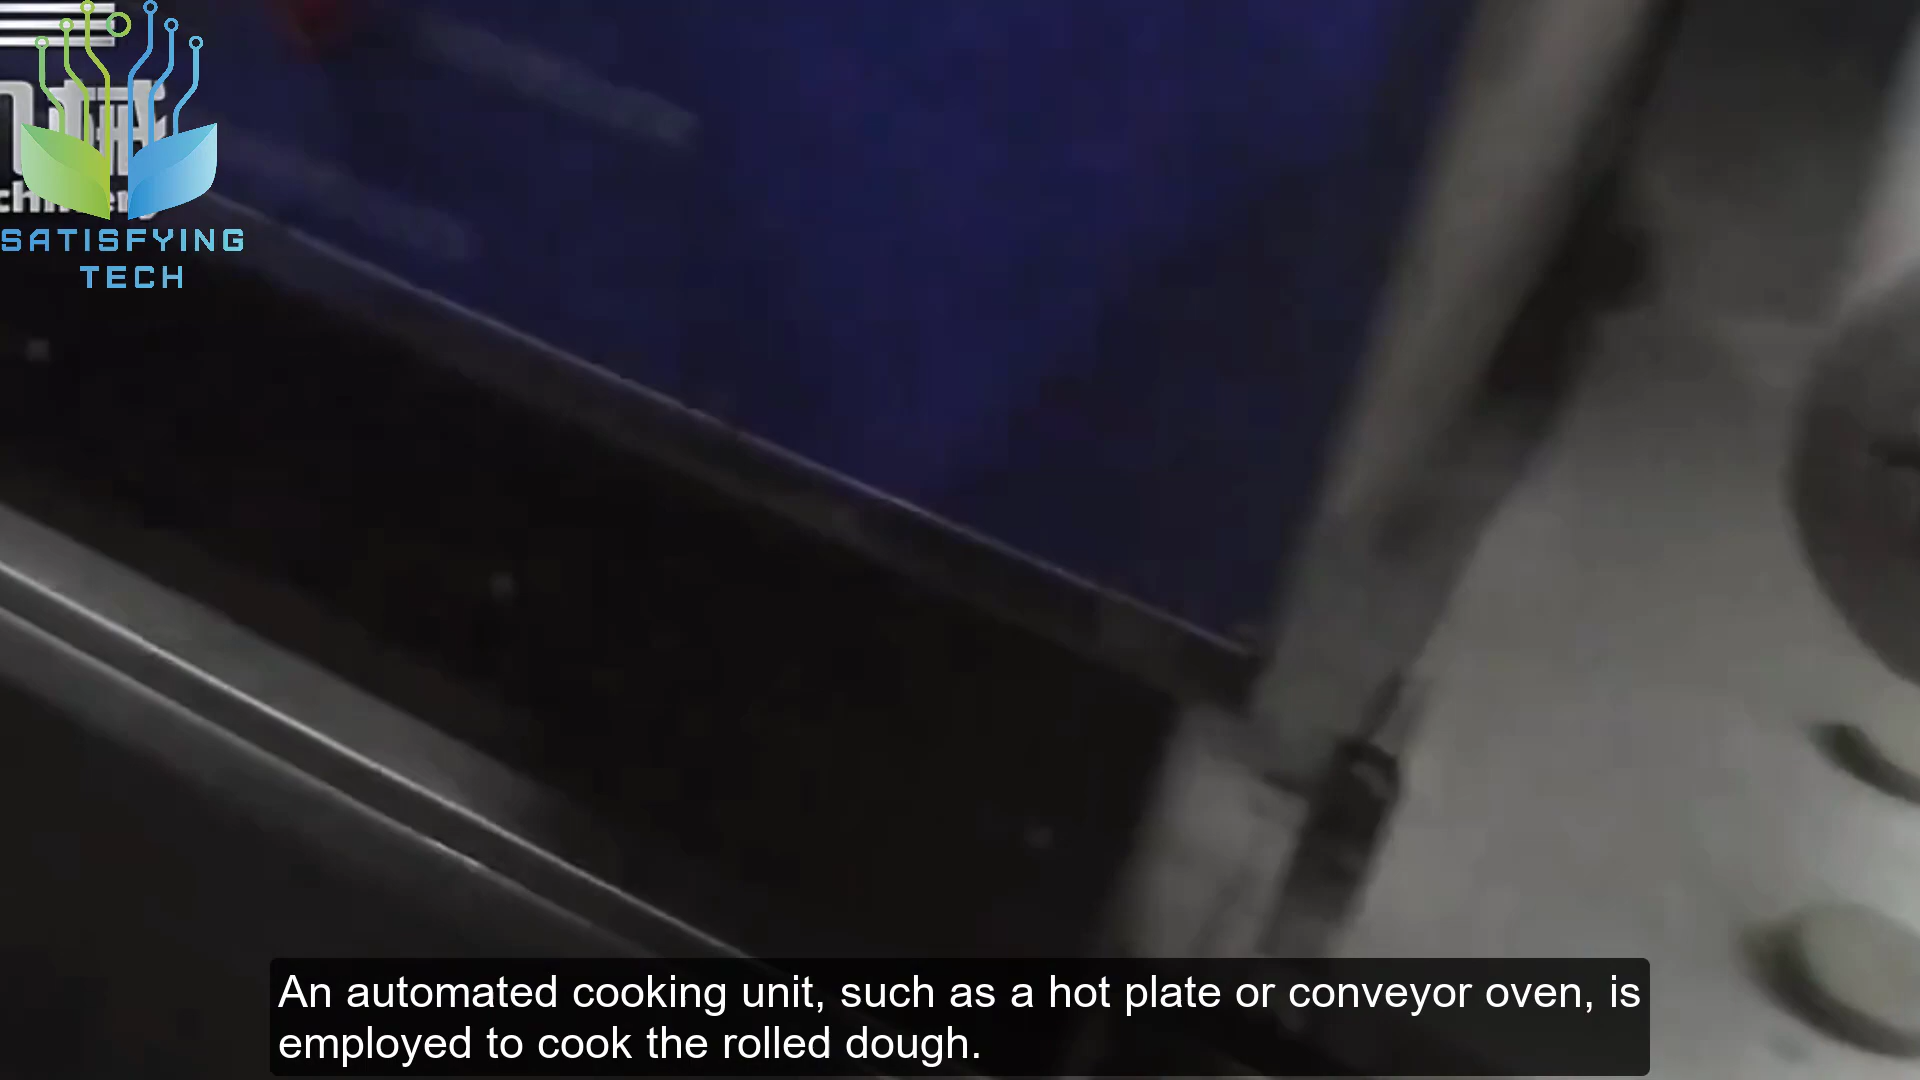 SATISFYING
TECH
An automated cooking unit, such as a hot plate or conveyor oven, is
employed to cook the rolled dough.